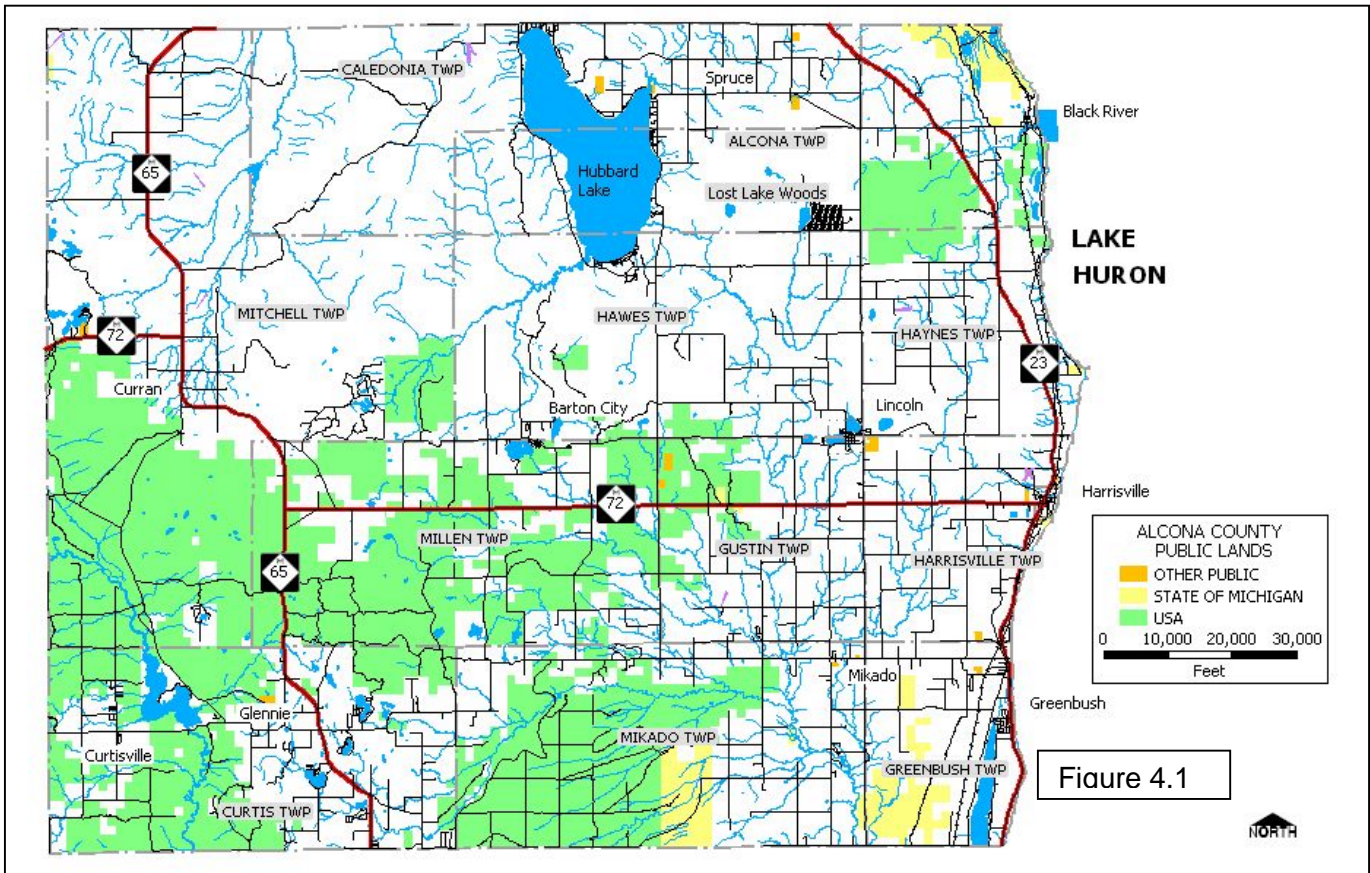 CALEDONIA TWP
Spruce
Black River
ALCONA TWP
65
Hubbard
Lake
Lost Lake Woods
LAKE
HURON
MITCHELL TWP
HAWES TWP
HAYNES TWP
72
23
Curran
Barton City
Lincoln
Harrisville
72
MILLEN TWP
GUSTIN TWP
HARRISVILLE TWP
65
ALCONA COUNTY
PUBLIC LANDS
OTHER PUBLIC
STATE OF MICHIGAN
USA
0 10,000 20,000 30,000
Feet
Mikado
Glennie
Greenbush
Curtisville
MIKADO TWP
GREENBUSH TWP
CURTIS TWP
Figure 4.1
NORTH